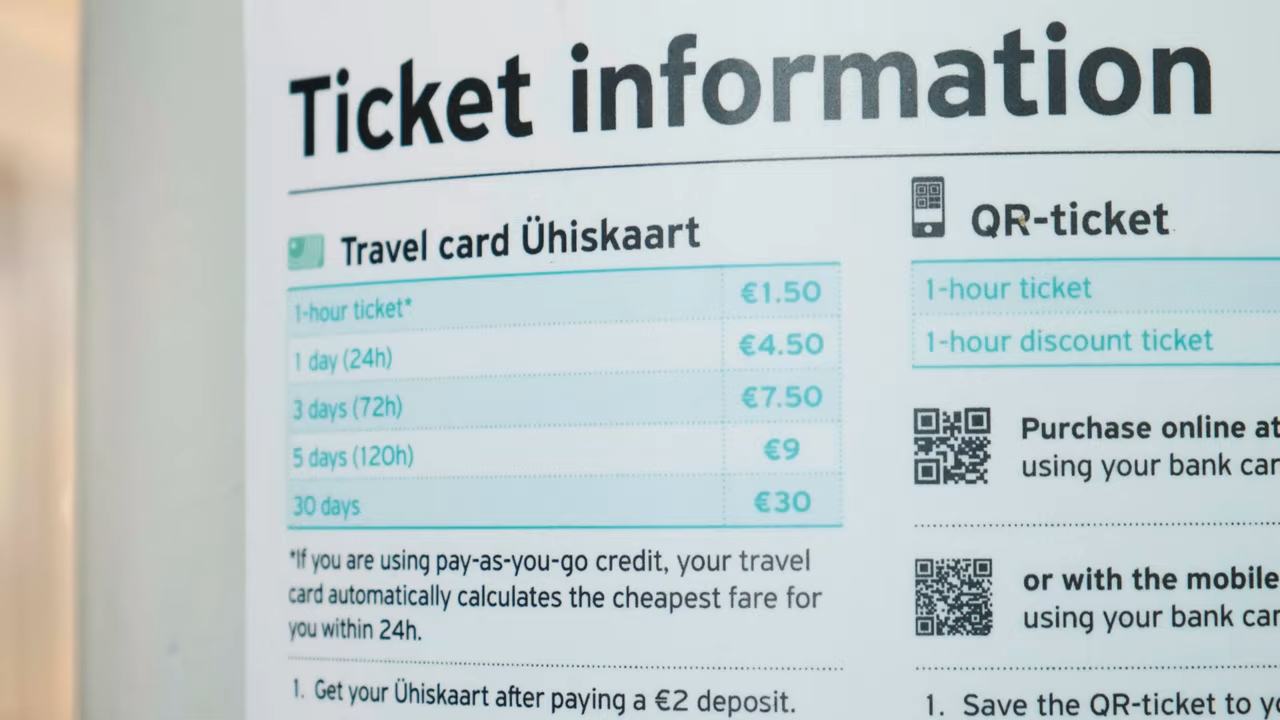 Ticket information
Travel card Ühiskaart
1-hour ticket* €1.50
1 day (24h) €4.50
3 days (72h) €7.50
5 days (120h) €9
30 days €30
*If you are using pay-as-you-go credit, your travel
card automatically calculates the cheapest fare for
you within 24h.
1. Get your Ühiskaart after paying a €2 deposit.
QR-ticket
1-hour ticket
1-hour discount ticket
Purchase online at
using your bank
or with the mobile
using your bank
1. Save the QR-ticket to